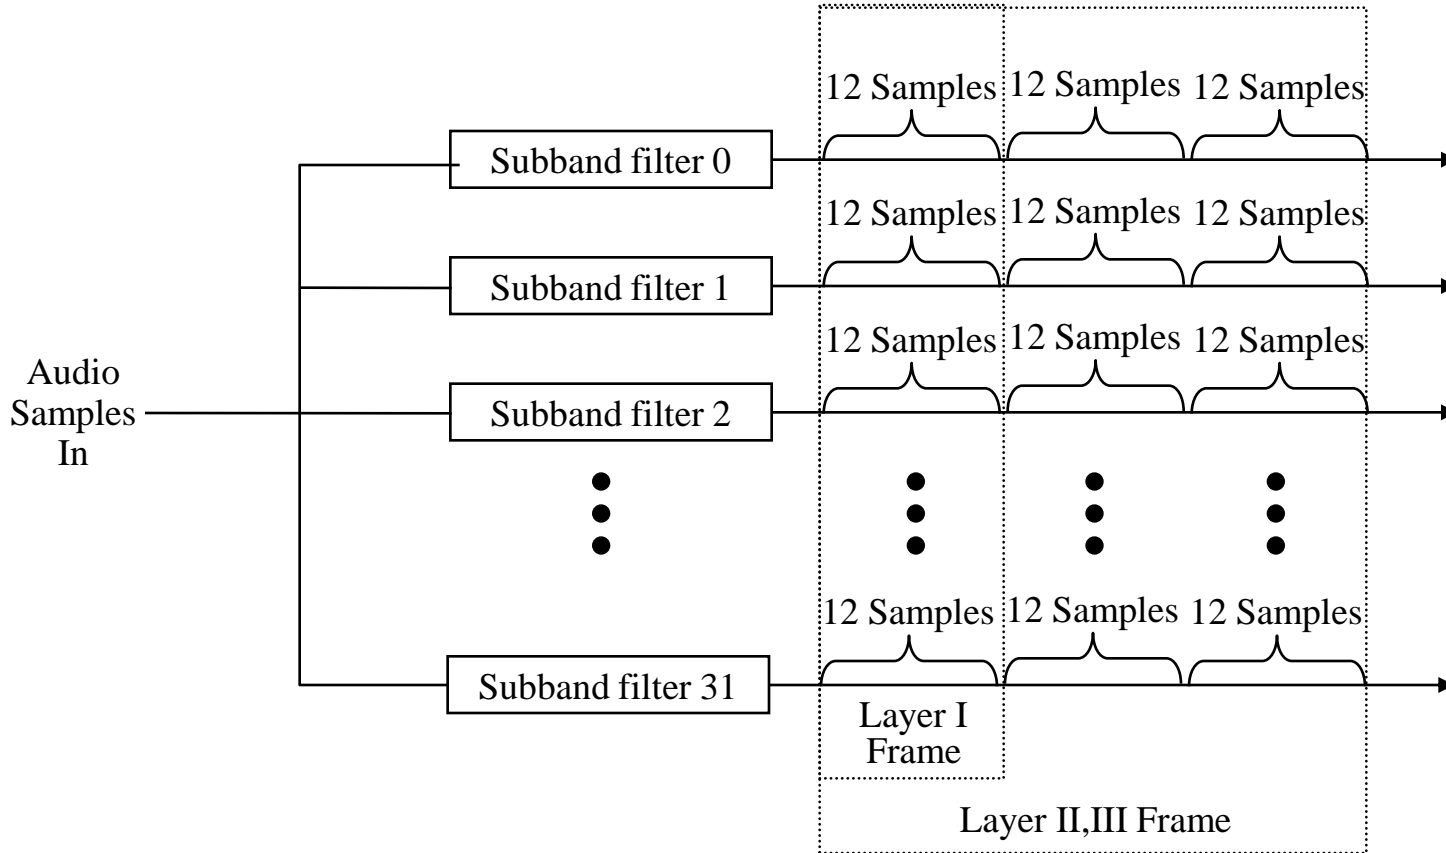 12 Samples 12 Samples 12 Samples
Subband filter 0
12 Samples 12 Samples 12 Samples
Subband filter 1
12 Samples 12 Samples 12 Samples
Audio
Samples
In
Subband filter 2
12 Samples 12 Samples 12 Samples
Subband filter 31
Layer I
Frame
Layer II,III Frame